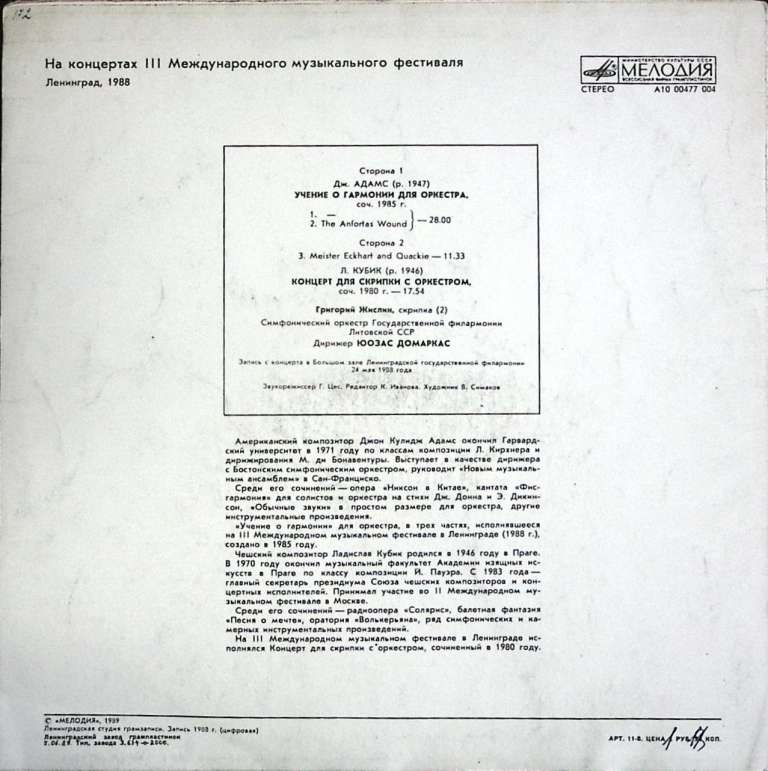 172
На концертах III Международного музыкального фестиваля
Ленинград, 1988
МИНИСТЕРСТВО КУЛЬТУРЫ СССР
МЕЛОДИЯ
ВСЕСОЮЗНАЯ ФИРМА ГРАМПЛАСТИНОК
СТЕРЕО А10 00477 004
Сторона 1
Дж. АДАМС (р. 1947)
УЧЕНИЕ О ГАРМОНИИ ДЛЯ ОРКЕСТРА,
соч. 1985 г.
1. —
2. The Anfortas Wound — 28.00
Сторона 2
3. Meister Eckhart and Quackie — 11.33
Л. КУБИК (р. 1946)
КОНЦЕРТ ДЛЯ СКРИПКИ С ОРКЕСТРОМ,
соч. 1980 г. — 17.54
Григорий Жислин, скрипка (2)
Симфонический оркестр Государственной филармонии
Литовской ССР
Дирижер ЮОЗАС ДОМАРКАС
Запись с концерта в Большом зале Ленинградской государственной филармонии
24 мая 1988 года
Звукорежиссер Г. Цес. Редактор К. Иванова. Художник В. Симаков
Американский композитор Джон Кулидж Адамс окончил Гарвард-
ский университет в 1971 году по классам композиции Л. Кирхнера и
дирижирования М. ди Бонавентуры. Выступает в качестве дирижера
с Бостонским симфоническим оркестром, руководит «Новым музыкаль-
ным ансамблем» в Сан-Франциско.
Среди его сочинений — опера «Никсон в Китае», кантата «Фис-
гармония» для солистов и оркестра на стихи Дж. Донна и Э. Дикин-
сон, «Обычные звуки» в простом размере для оркестра, другие
инструментальные произведения.
«Учение о гармонии» для оркестра, в трех частях, исполнявшееся
на III Международном музыкальном фестивале в Ленинграде (1988 г.),
создано в 1985 году.
Чешский композитор Ладислав Кубик родился в 1946 году в Праге.
В 1970 году окончил музыкальный факультет Академии изящных ис-
кусств в Праге по классу композиции И. Пауэра. С 1983 года —
главный секретарь президиума Союза чешских композиторов и кон-
цертных исполнителей. Принимал участие во II Международном му-
зыкальном фестивале в Москве.
Среди его сочинений — радиоопера «Солярис», балетная фантазия
«Песня о мечте», оратория «Волькерьяна», ряд симфонических и ка-
мерных инструментальных произведений.
На III Международном музыкальном фестивале в Ленинграде ис-
полнялся Концерт для скрипки с оркестром, сочиненный в 1980 году.
© «МЕЛОДИЯ», 1989
Ленинградская студия грамзаписи. Запись 1988 г. (цифровая)
Ленинградский завод грампластинок
Тип. завода АРТ. 11-8. ЦЕНА РУБ. КОП.